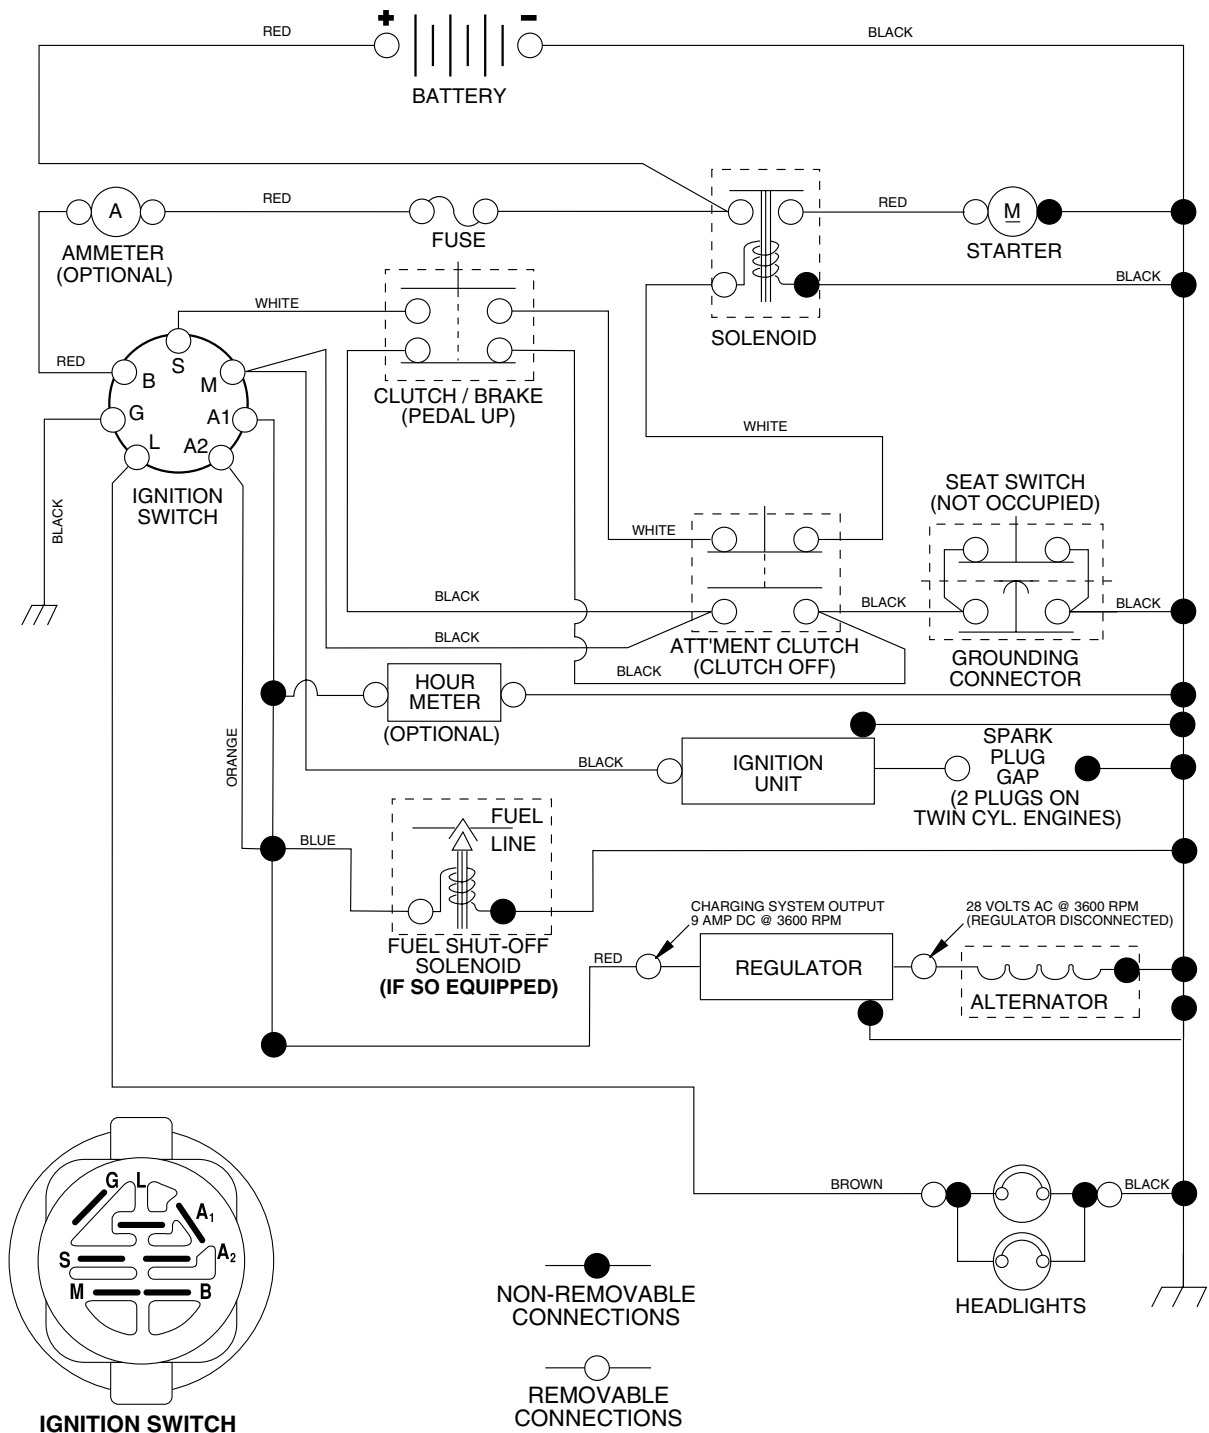 + −
RED
BLACK
BATTERY
A
RED
FUSE
RED
M
AMMETER
(OPTIONAL)
STARTER
BLACK
SOLENOID
WHITE
RED
S
B
M
G
A1
L
A2
CLUTCH / BRAKE
(PEDAL UP)
IGNITION
SWITCH
BLACK
WHITE
WHITE
SEAT SWITCH
(NOT OCCUPIED)
BLACK
BLACK
BLACK
BLACK
ATT'MENT CLUTCH
(CLUTCH OFF)
BLACK
GROUNDING
CONNECTOR
HOUR
METER
(OPTIONAL)
ORANGE
BLACK
IGNITION
UNIT
SPARK
PLUG
GAP
(2 PLUGS ON
TWIN CYL. ENGINES)
BLUE
FUEL
LINE
FUEL SHUT-OFF
SOLENOID
(IF SO EQUIPPED)
CHARGING SYSTEM OUTPUT
9 AMP DC @ 3600 RPM
28 VOLTS AC @ 3600 RPM
(REGULATOR DISCONNECTED)
RED
REGULATOR
ALTERNATOR
G L
A1
S
A2
M
B
IGNITION SWITCH
BROWN
BLACK
HEADLIGHTS
NON-REMOVABLE
CONNECTIONS
REMOVABLE
CONNECTIONS